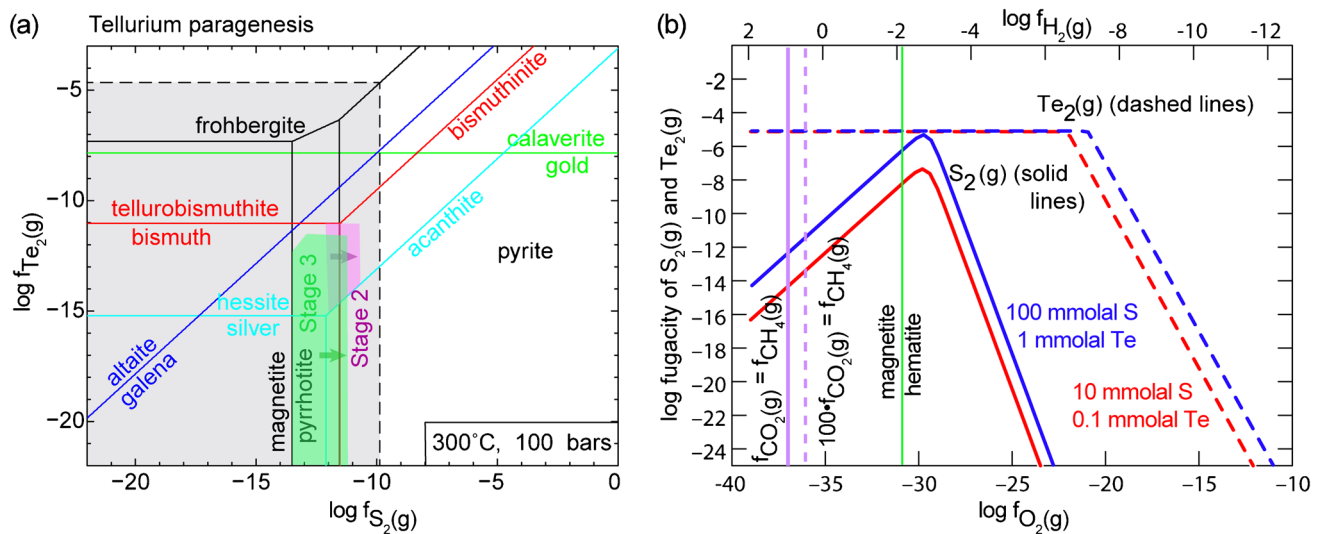 (a) Tellurium paragenesis
log fTe2(g)
−5
−10
−15
−20
frohbergite
bismuthinite
calaverite
gold
tellurobismuthite
bismuth
acanthite
pyrite
hessite
silver
Stage 3
Stage 2
altaite
galena
magnetite
pyrrhotite
300°C, 100 bars
−20 −15 −10 −5 0
log fS2(g)
(b)
log fH2(g)
2 0 -2 -4 -6 -8 -10 -12
log fugacity of S2(g) and Te2(g)
-2
-4
-6
-8
-10
-12
-14
-16
-18
-20
-22
-24
Te2(g) (dashed lines)
S2(g) (solid
lines)
fCO2(g) = fCH4(g)
100•fCO2(g) = fCH4(g)
magnetite
hematite
100 mmolal S
1 mmolal Te
10 mmolal S
0.1 mmolal Te
-40 -35 -30 -25 -20 -15 -10
log fO2(g)